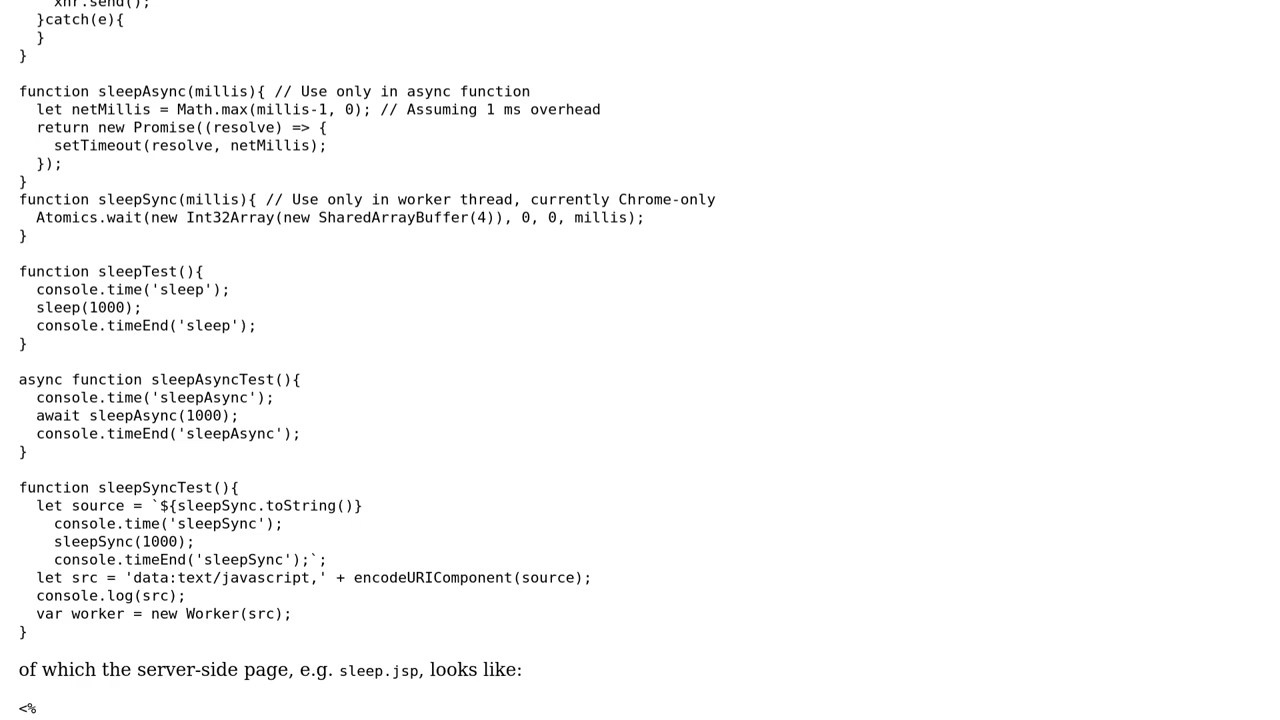 xhr.send();
  }catch(e){
  }
}

function sleepAsync(millis){ // Use only in async function
  let netMillis = Math.max(millis-1, 0); // Assuming 1 ms overhead
  return new Promise((resolve) => {
    setTimeout(resolve, netMillis);
  });
}
function sleepSync(millis){ // Use only in worker thread, currently Chrome-only
  Atomics.wait(new Int32Array(new SharedArrayBuffer(4)), 0, 0, millis);
}

function sleepTest(){
  console.time('sleep');
  sleep(1000);
  console.timeEnd('sleep');
}

async function sleepAsyncTest(){
  console.time('sleepAsync');
  await sleepAsync(1000);
  console.timeEnd('sleepAsync');
}

function sleepSyncTest(){
  let source = `${sleepSync.toString()}
    console.time('sleepSync');
    sleepSync(1000);
    console.timeEnd('sleepSync');`;
  let src = 'data:text/javascript,' + encodeURIComponent(source);
  console.log(src);
  var worker = new Worker(src);
}

of which the server-side page, e.g. sleep.jsp, looks like:

<%